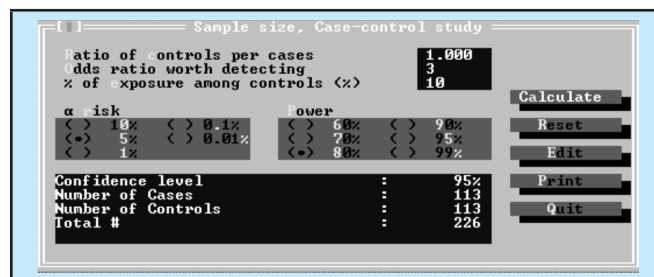 [ ] Sample size, Case-control study
Ratio of controls per cases 1.000
Odds ratio worth detecting 3
% of exposure among controls (%) 10
α risk
( ) 10% ( ) 0.1%
(•) 5% ( ) 0.01%
( ) 1%
Power
( ) 60% ( ) 90%
( ) 70% ( ) 95%
(•) 80% ( ) 99%
Calculate
Reset
Edit
Print
Quit
Confidence level : 95%
Number of Cases : 113
Number of Controls : 113
Total # : 226